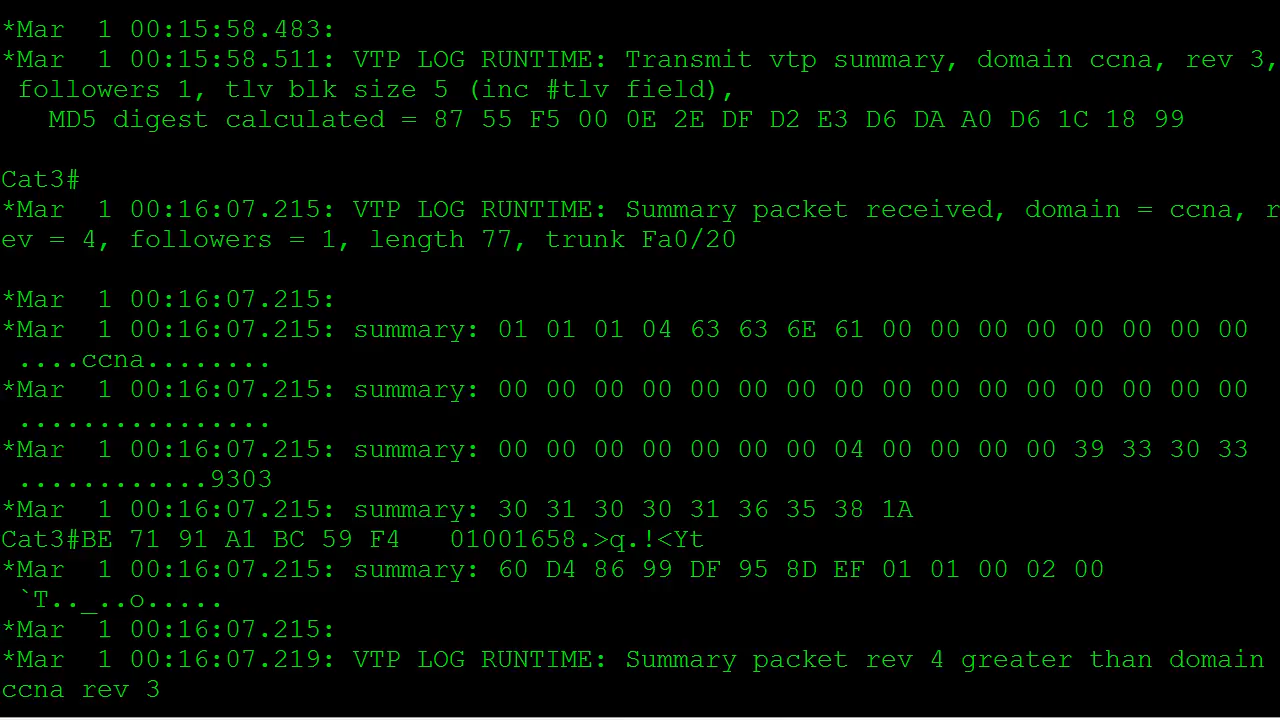 *Mar  1 00:15:58.483:
*Mar  1 00:15:58.511: VTP LOG RUNTIME: Transmit vtp summary, domain ccna, rev 3,
 followers 1, tlv blk size 5 (inc #tlv field),
   MD5 digest calculated = 87 55 F5 00 0E 2E DF D2 E3 D6 DA A0 D6 1C 18 99
Cat3#
*Mar  1 00:16:07.215: VTP LOG RUNTIME: Summary packet received, domain = ccna, r
ev = 4, followers = 1, length 77, trunk Fa0/20
*Mar  1 00:16:07.215:
*Mar  1 00:16:07.215: summary: 01 01 01 04 63 63 6E 61 00 00 00 00 00 00 00 00
 ....ccna........
*Mar  1 00:16:07.215: summary: 00 00 00 00 00 00 00 00 00 00 00 00 00 00 00 00
 ................
*Mar  1 00:16:07.215: summary: 00 00 00 00 00 00 00 04 00 00 00 00 39 33 30 33
 ............9303
*Mar  1 00:16:07.215: summary: 30 31 30 30 31 36 35 38 1A
Cat3#BE 71 91 A1 BC 59 F4   01001658.>q.!<Yt
*Mar  1 00:16:07.215: summary: 60 D4 86 99 DF 95 8D EF 01 01 00 02 00
 `T.._..o.....
*Mar  1 00:16:07.215:
*Mar  1 00:16:07.219: VTP LOG RUNTIME: Summary packet rev 4 greater than domain
ccna rev 3